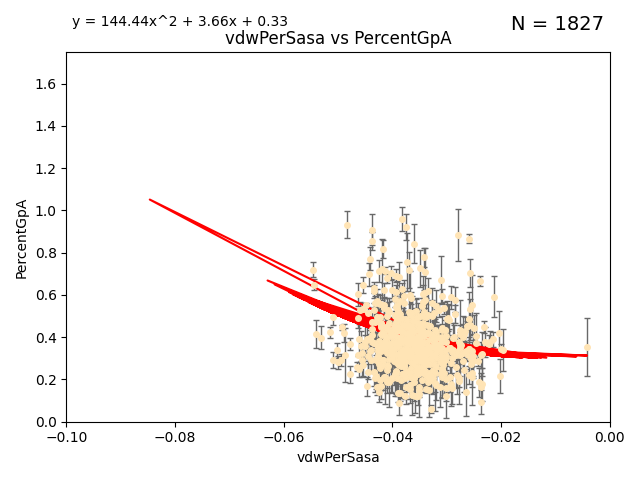 y = 144.44x^2 + 3.66x + 0.33
N = 1827
vdwPerSasa vs PercentGpA
PercentGpA
1.6
1.4
1.2
1.0
0.8
0.6
0.4
0.2
0.0
−0.10 −0.08 −0.06 −0.04 −0.02 0.00
vdwPerSasa